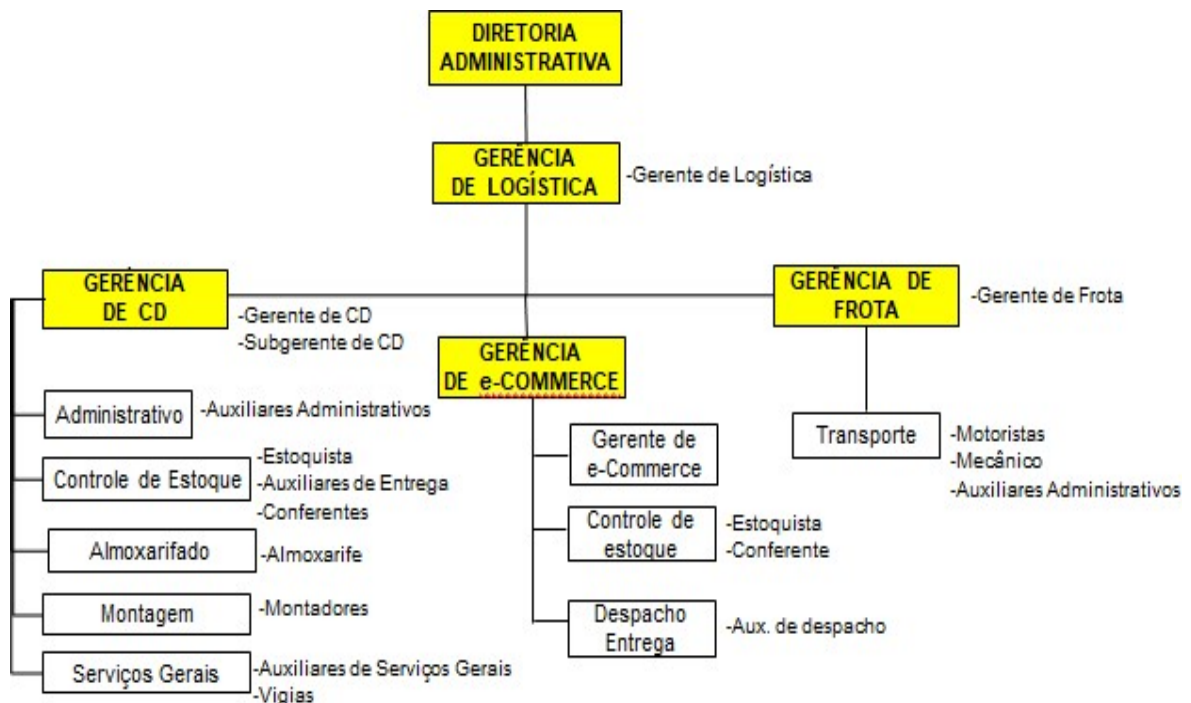 DIRETORIA
ADMINISTRATIVA
GERÊNCIA
DE LOGÍSTICA
-Gerente de Logística
GERÊNCIA
DE CD
-Gerente de CD
-Subgerente de CD
GERÊNCIA DE
FROTA
-Gerente de Frota
GERÊNCIA
DE e-COMMERCE
Administrativo
-Auxiliares Administrativos
Controle de Estoque
-Estoquista
-Auxiliares de Entrega
-Conferentes
Almoxarifado
-Almoxarife
Montagem
-Montadores
Serviços Gerais
-Auxiliares de Serviços Gerais
-Vigias
Gerente de
e-Commerce
Controle de
estoque
-Estoquista
-Conferente
Despacho
Entrega
-Aux. de despacho
Transporte
-Motoristas
-Mecânico
-Auxiliares Administrativos